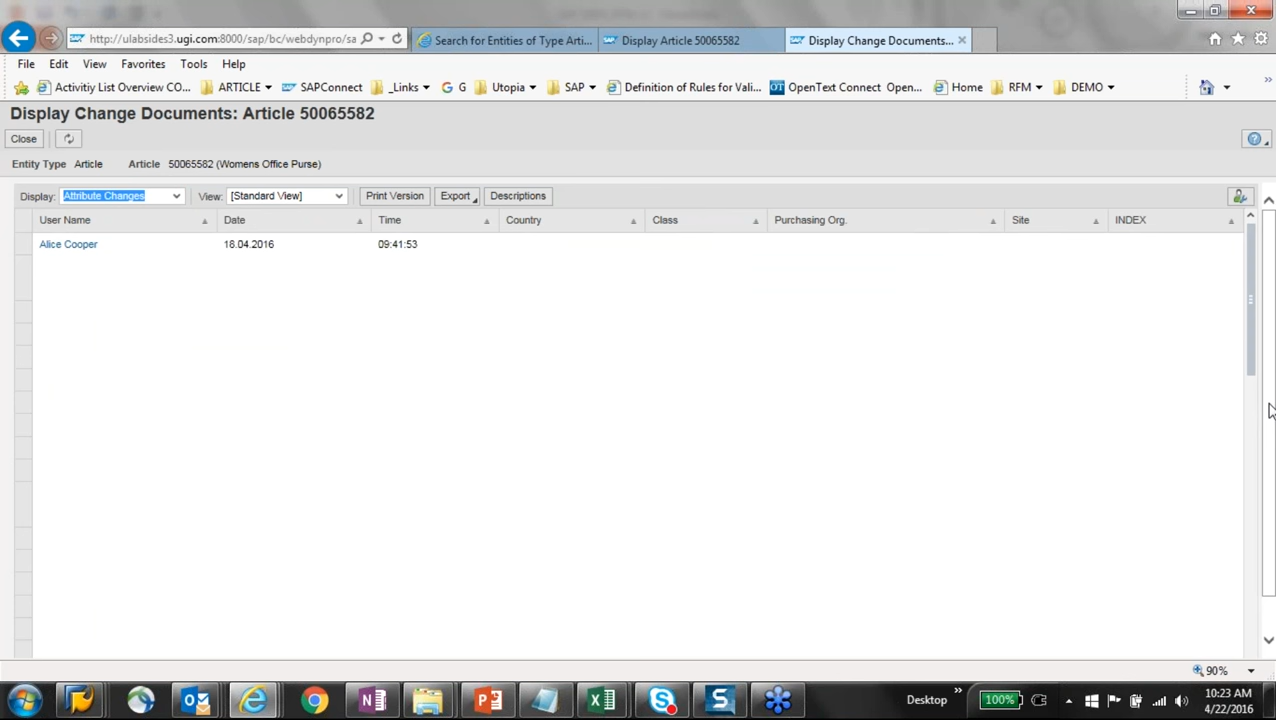 http://ulabsides3.ugi.com:8000/sap/bc/webdynpro/sa
Search for Entities of Type Arti...
Display Article 50065582
Display Change Documents...
File Edit View Favorites Tools Help
Activitiy List Overview CO...
ARTICLE
SAPConnect
_Links
G
Utopia
SAP
Definition of Rules for Vali...
OpenText Connect Open...
Home
RFM
DEMO
Display Change Documents: Article 50065582
Close
Entity Type Article Article 50065582 (Womens Office Purse)
Display: Attribute Changes View: [Standard View] Print Version Export Descriptions
User Name Date Time Country Class Purchasing Org. Site INDEX
Alice Cooper 18.04.2016 09:41:53
90%
Desktop
100%
10:23 AM
4/22/2016